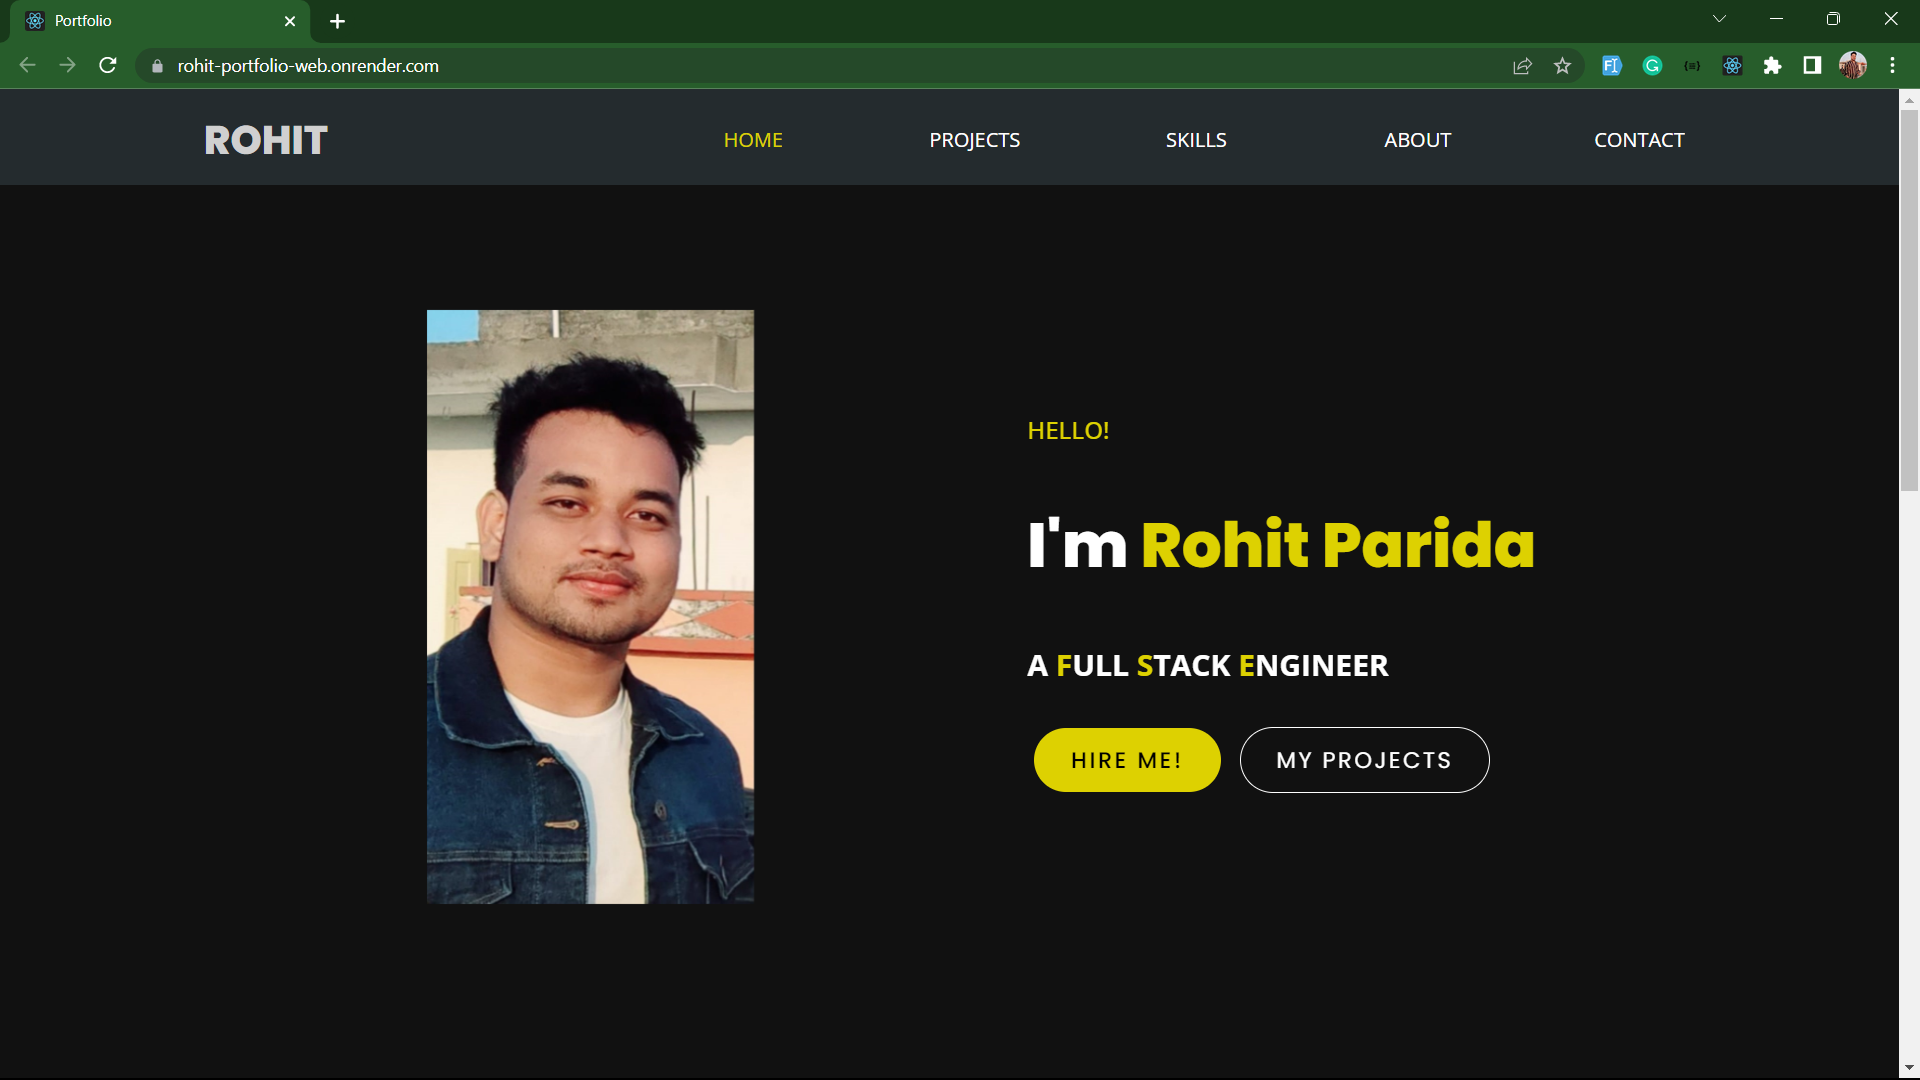 Portfolio
rohit-portfolio-web.onrender.com
ROHIT
HOME
PROJECTS
SKILLS
ABOUT
CONTACT
HELLO!
I'm Rohit Parida
A FULL STACK ENGINEER
HIRE ME!
MY PROJECTS